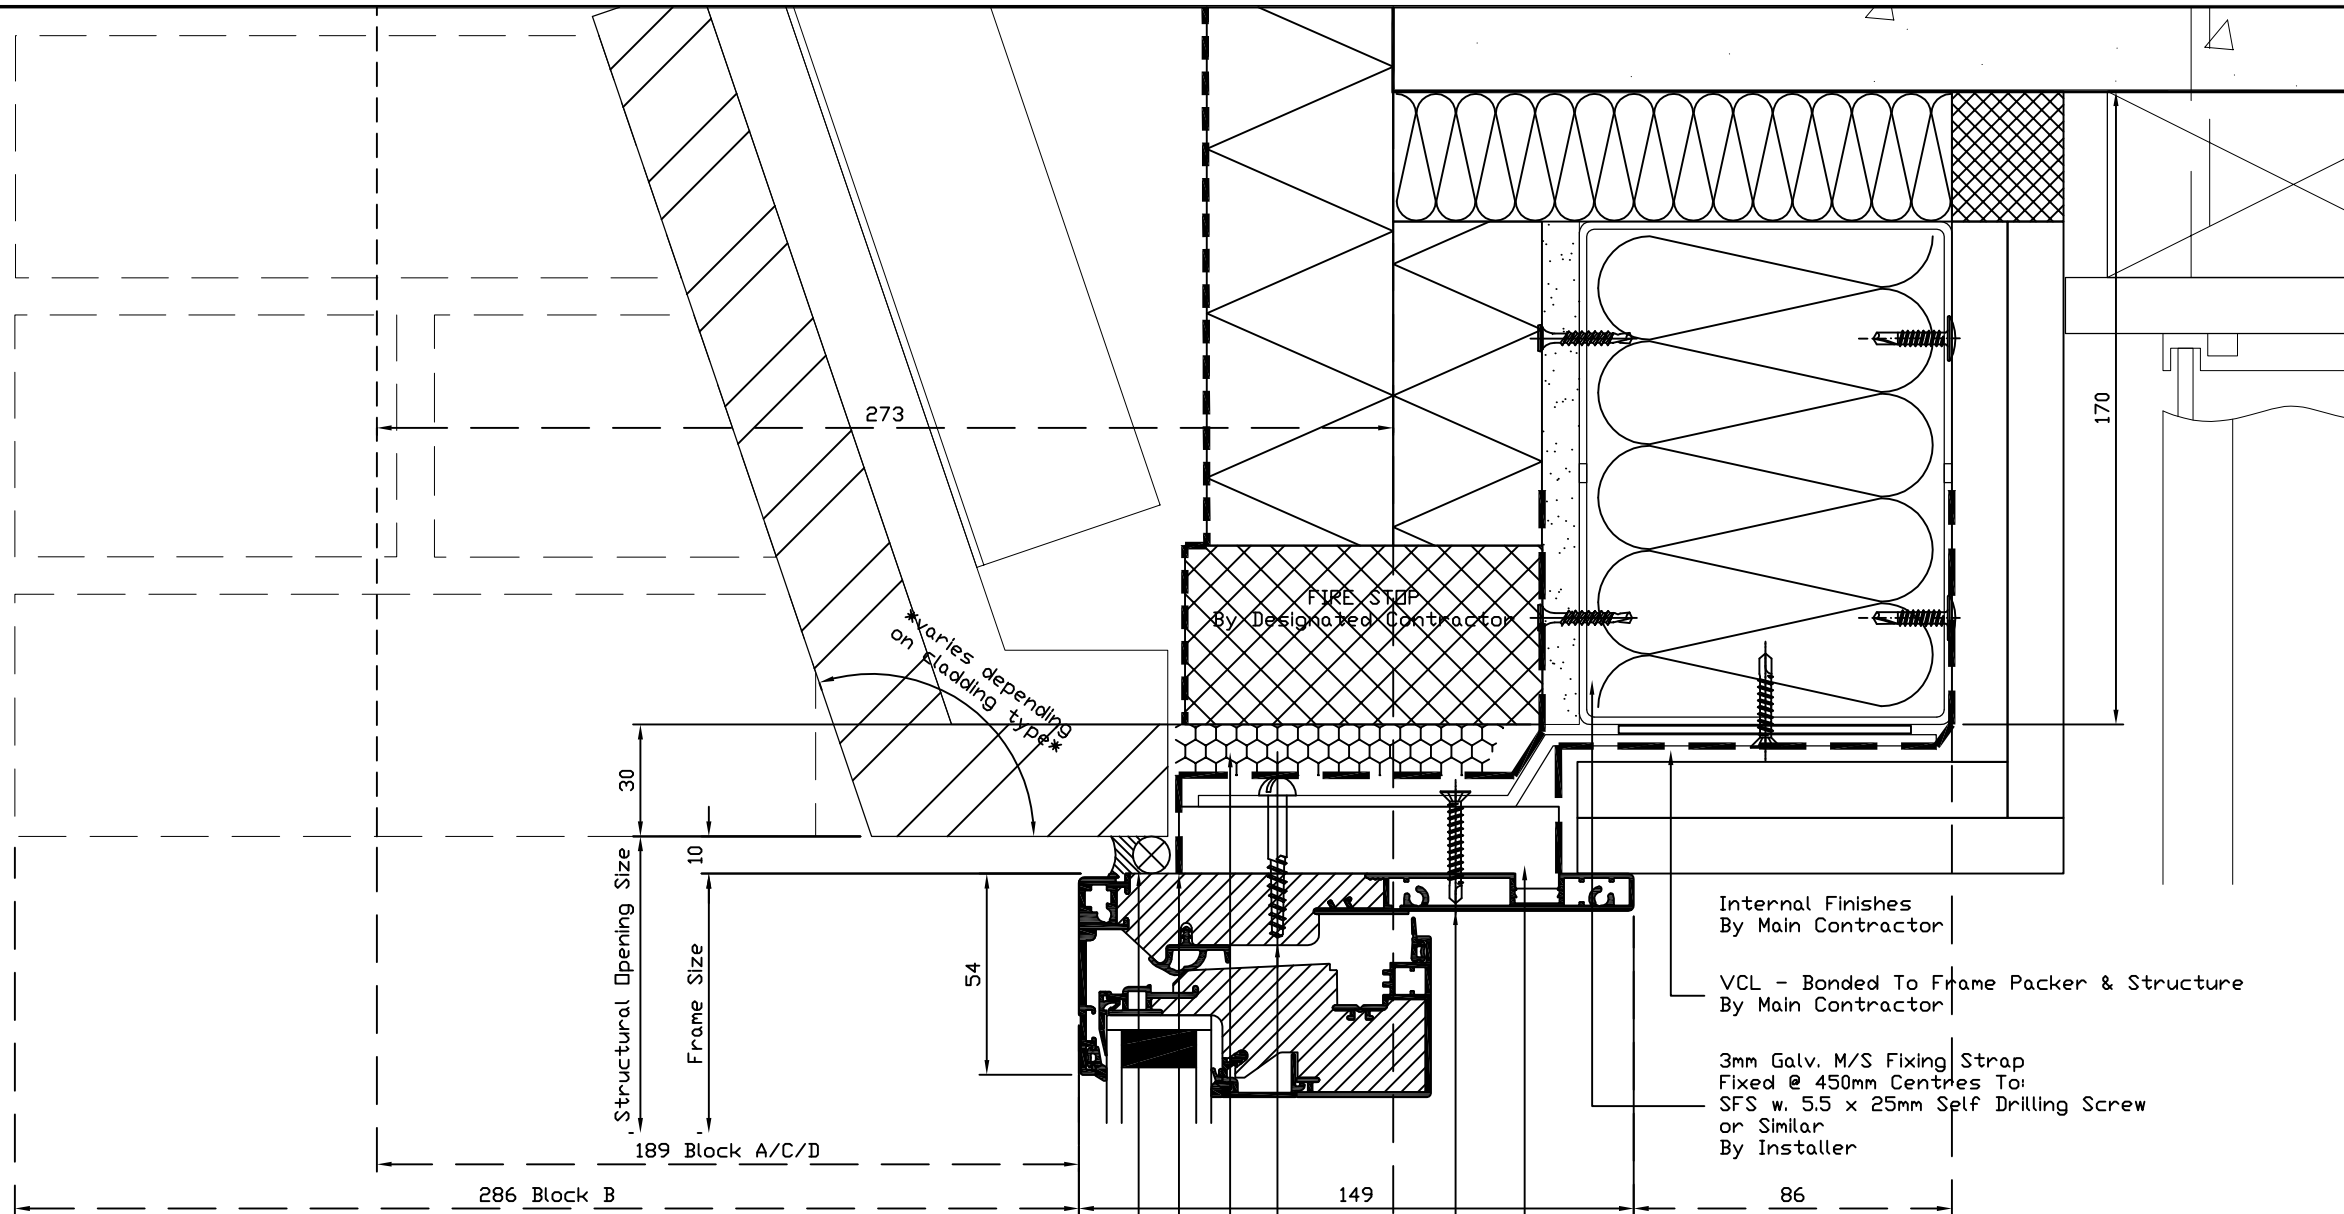 273
170
FIRE STOP
By Designated Contractor
*varies depending
on cladding type*
30
10
Structural Opening Size
Frame Size
54
Internal Finishes
By Main Contractor
VCL - Bonded To Frame Packer & Structure
By Main Contractor
3mm Galv. M/S Fixing Strap
Fixed @ 450mm Centres To:
SFS w. 5.5 x 25mm Self Drilling Screw
or Similar
By Installer
189 Block A/C/D
286 Block B
149
86